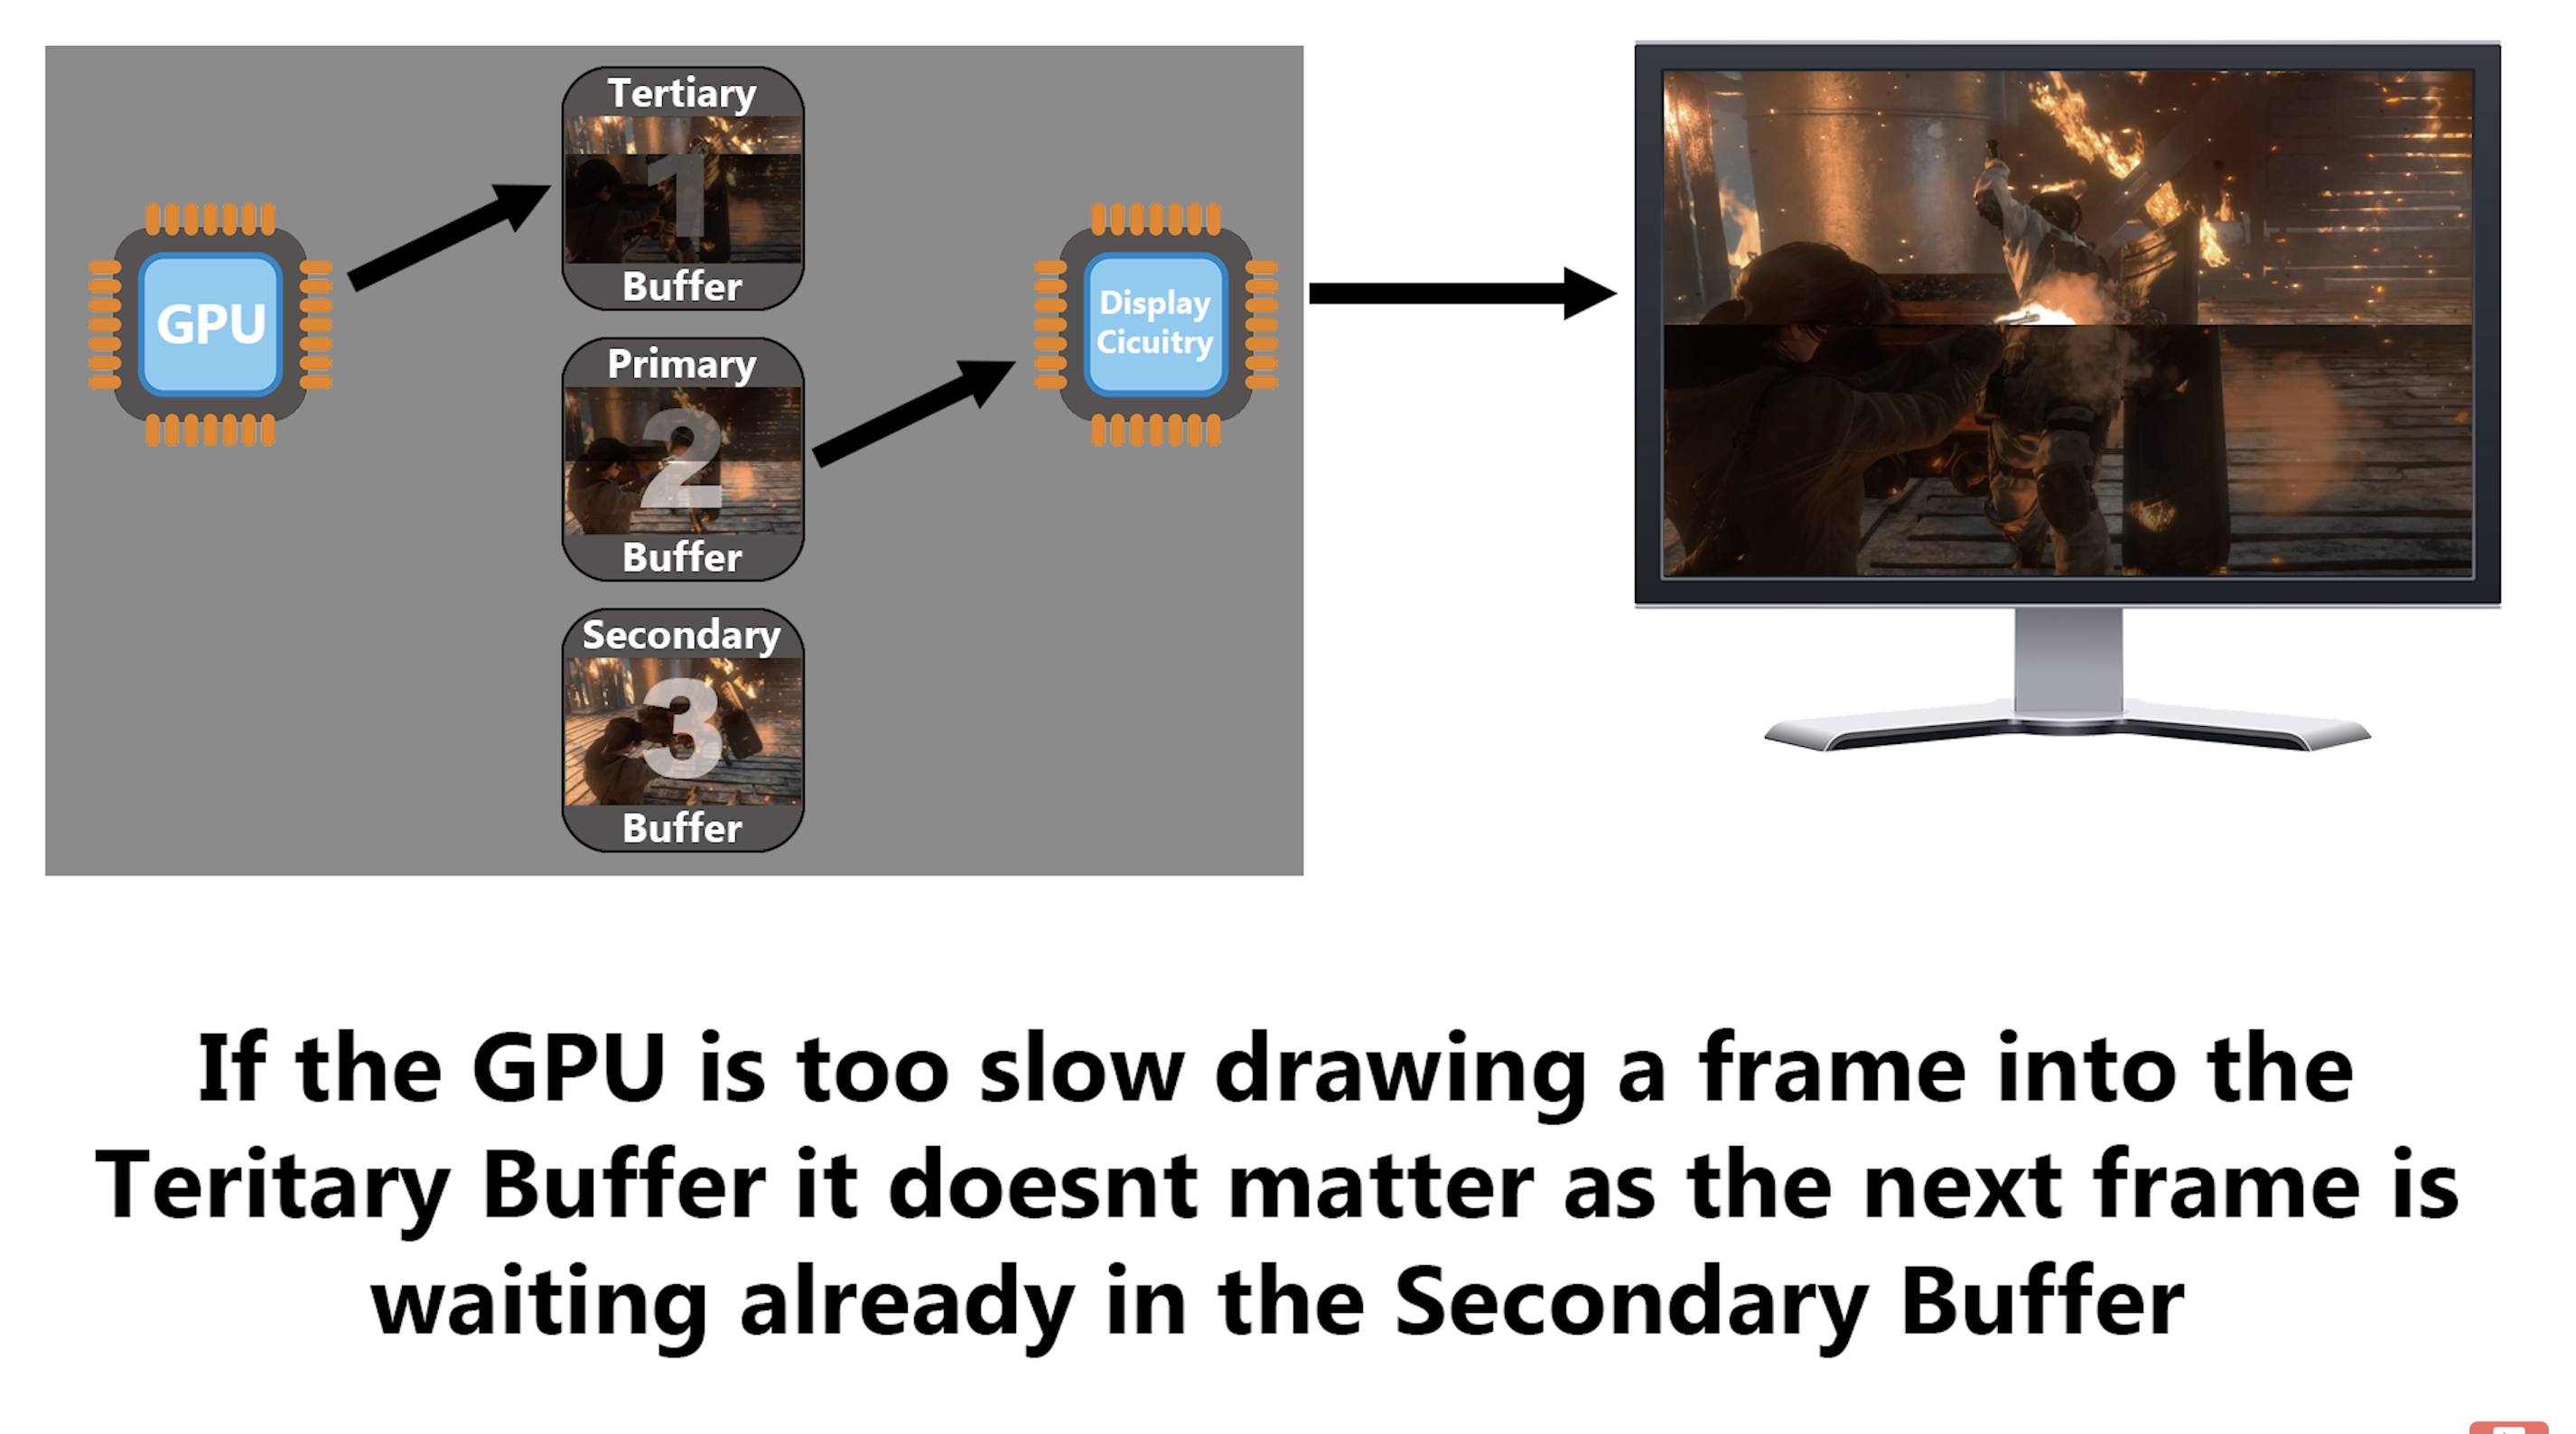 Tertiary
1
Buffer
GPU
Primary
2
Buffer
Display
Cicuitry
Secondary
3
Buffer
If the GPU is too slow drawing a frame into the
Teritary Buffer it doesnt matter as the next frame is
waiting already in the Secondary Buffer